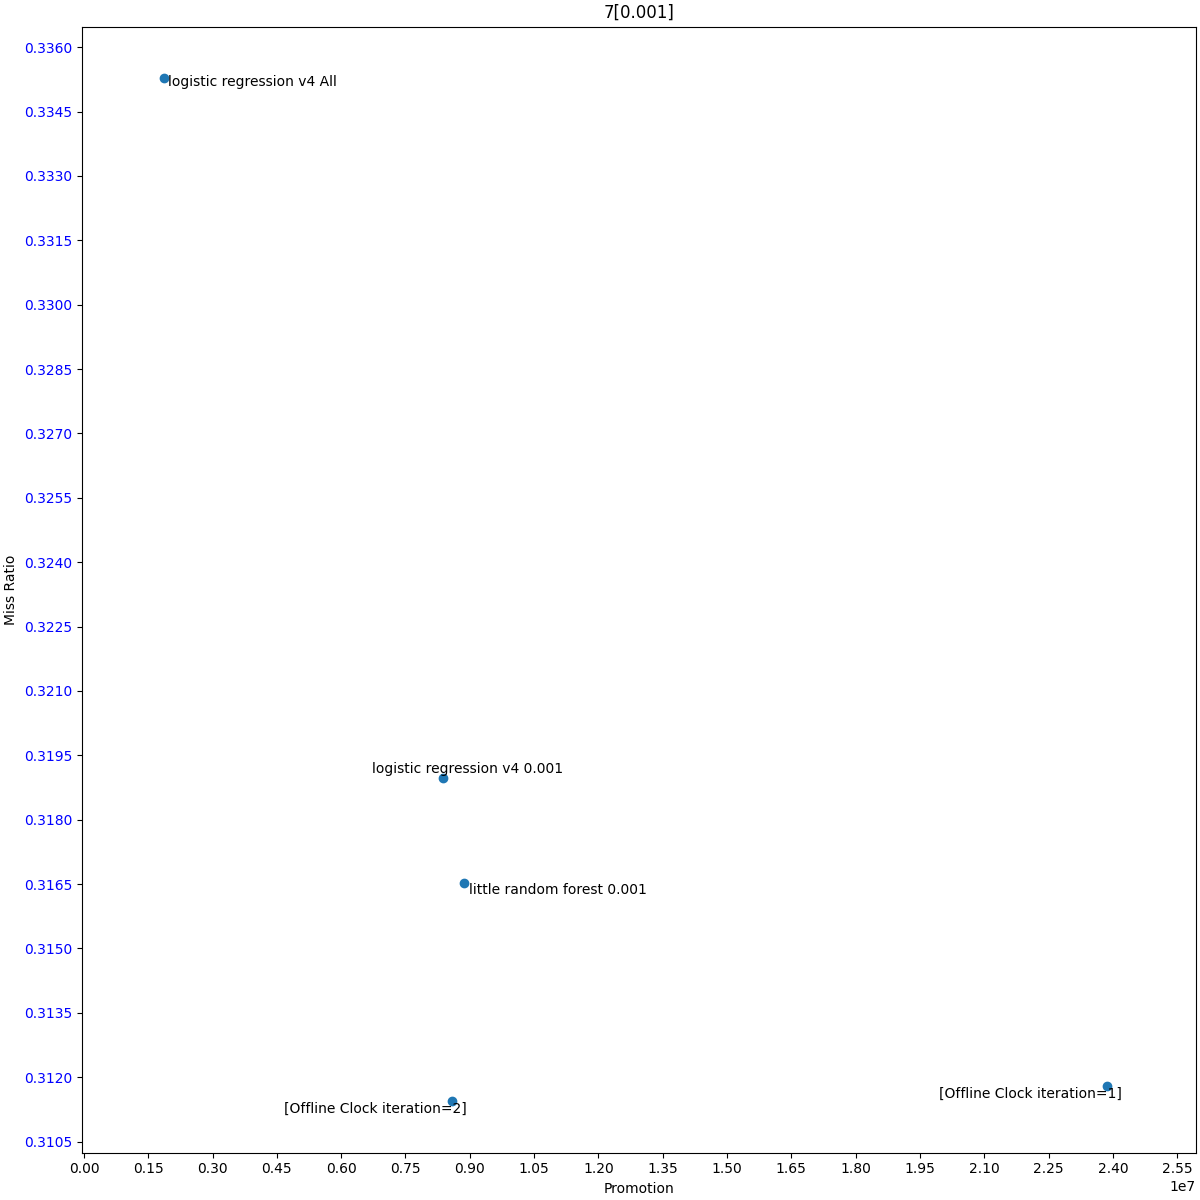 7[0.001]
0.3360
logistic regression v4 All
0.3345
0.3330
0.3315
0.3300
0.3285
0.3270
0.3255
0.3240
Miss Ratio
0.3225
0.3210
0.3195
logistic regression v4 0.001
0.3180
0.3165
little random forest 0.001
0.3150
0.3135
0.3120
[Offline Clock iteration=1]
[Offline Clock iteration=2]
0.3105
0.00 0.15 0.30 0.45 0.60 0.75 0.90 1.05 1.20 1.35 1.50 1.65 1.80 1.95 2.10 2.25 2.40 2.55
1e7
Promotion